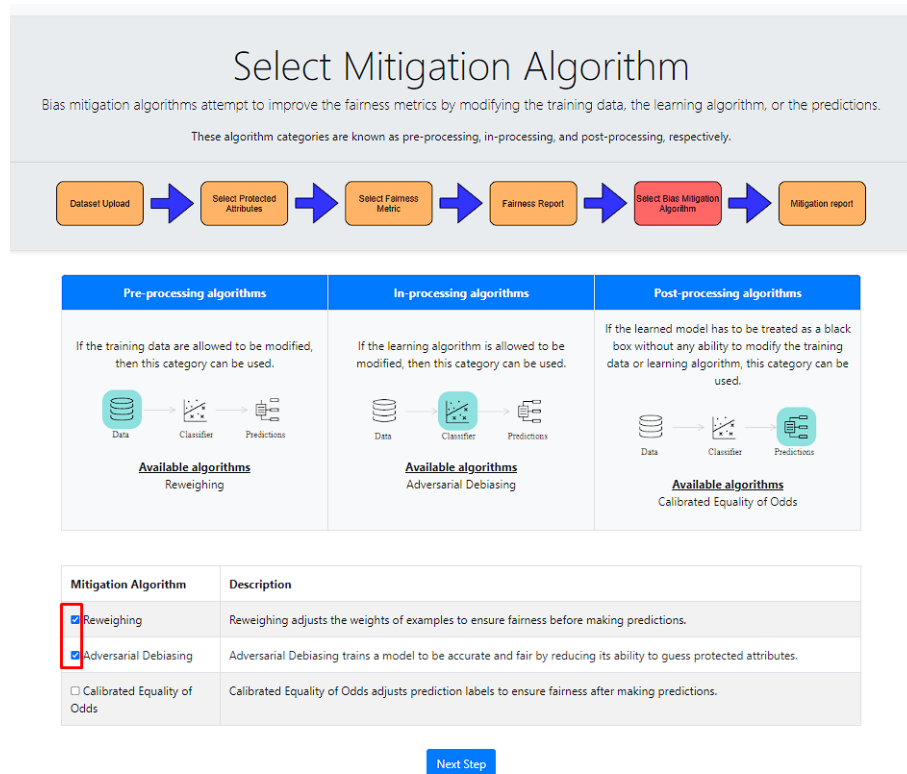 Select Mitigation Algorithm
Bias mitigation algorithms attempt to improve the fairness metrics by modifying the training data, the learning algorithm, or the predictions.
These algorithm categories are known as pre-processing, in-processing, and post-processing, respectively.
Dataset Upload
Select Protected
Attributes
Select Fairness
Metric
Fairness Report
Select Bias Mitigation
Algorithm
Mitigation report
Pre-processing algorithms
If the training data are allowed to be modified,
then this category can be used.
Data Classifier Predictions
Available algorithms
Reweighing
In-processing algorithms
If the learning algorithm is allowed to be
modified, then this category can be used.
Data Classifier Predictions
Available algorithms
Adversarial Debiasing
Post-processing algorithms
If the learned model has to be treated as a black
box without any ability to modify the training
data or learning algorithm, this category can be
used.
Data Classifier Predictions
Available algorithms
Calibrated Equality of Odds
Mitigation Algorithm Description
Reweighing Reweighing adjusts the weights of examples to ensure fairness before making predictions.
Adversarial Debiasing Adversarial Debiasing trains a model to be accurate and fair by reducing its ability to guess protected attributes.
Calibrated Equality of Calibrated Equality of Odds adjusts prediction labels to ensure fairness after making predictions.
Odds
Next Step